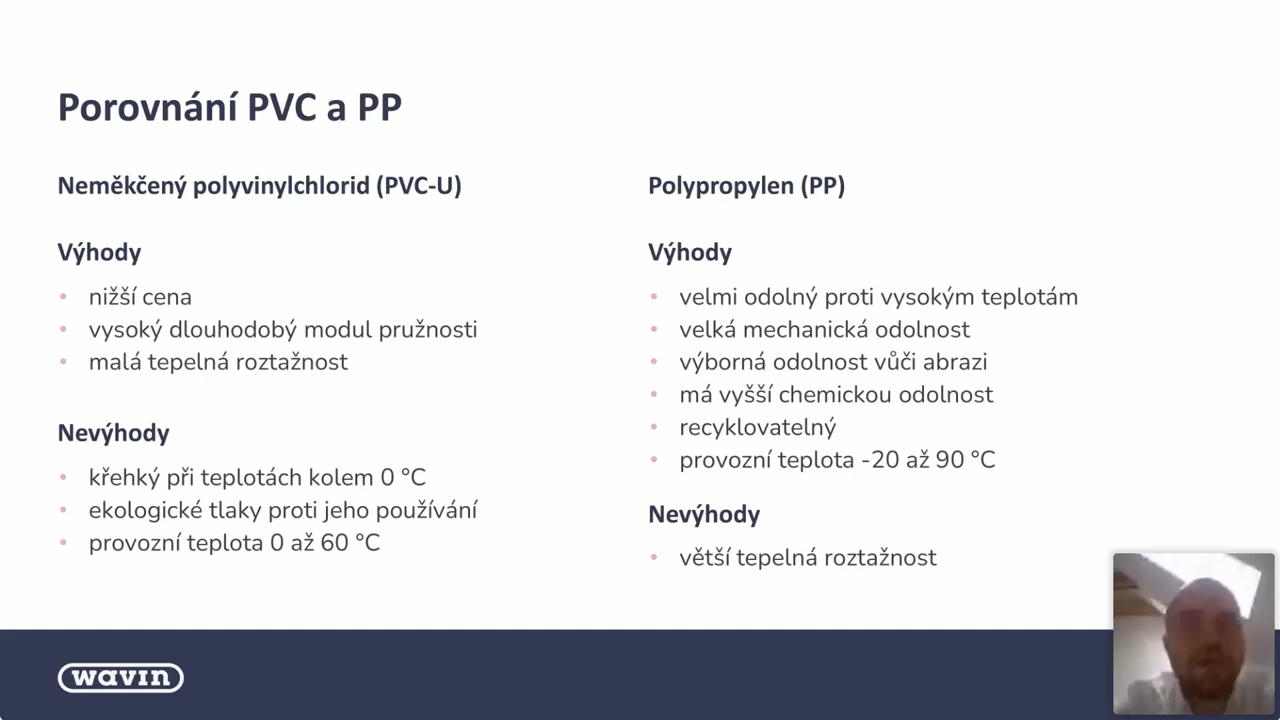 Porovnání PVC a PP
Neměkčený polyvinylchlorid (PVC-U)
Výhody
nižší cena
vysoký dlouhodobý modul pružnosti
malá tepelná roztažnost
Nevýhody
křehký při teplotách kolem 0 °C
ekologické tlaky proti jeho používání
provozní teplota 0 až 60 °C
Polypropylen (PP)
Výhody
velmi odolný proti vysokým teplotám
velká mechanická odolnost
výborná odolnost vůči abrazi
má vyšší chemickou odolnost
recyklovatelný
provozní teplota -20 až 90 °C
Nevýhody
větší tepelná roztažnost
wavin